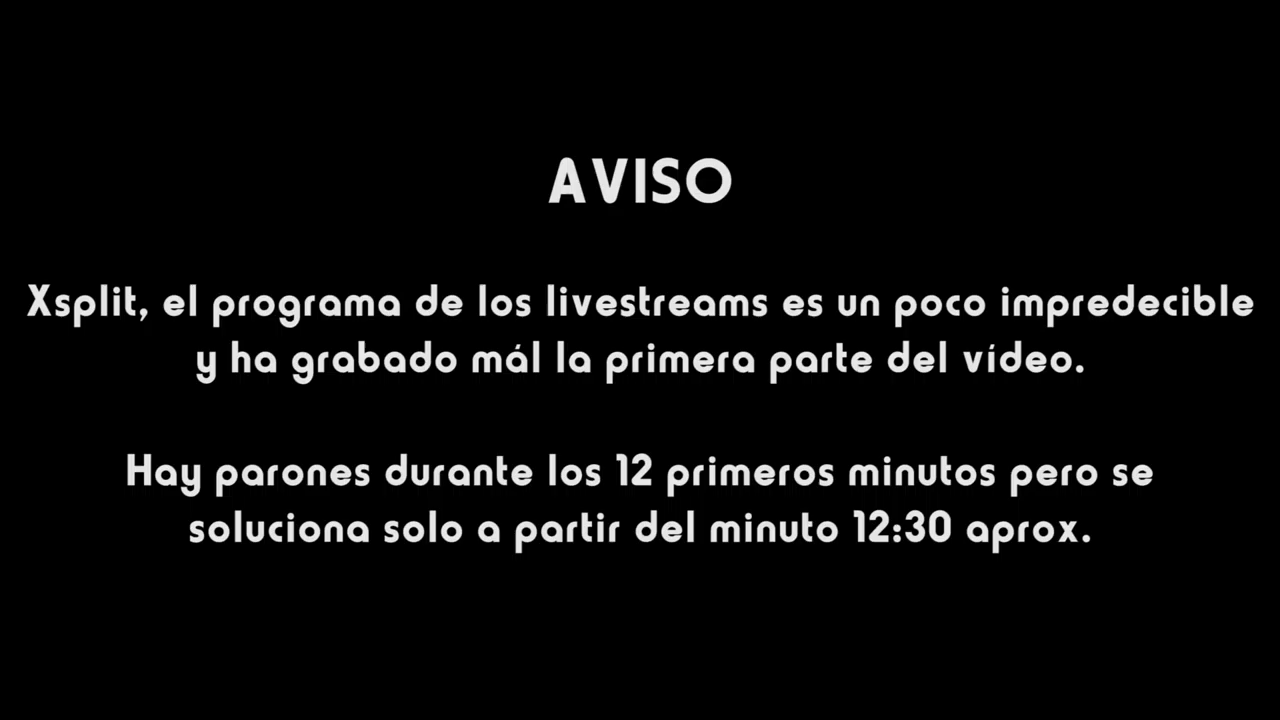 AVISO
Xsplit, el programa de los livestreams es un poco impredecible
y ha grabado mál la primera parte del vídeo.
Hay parones durante los 12 primeros minutos pero se
soluciona solo a partir del minuto 12:30 aprox.